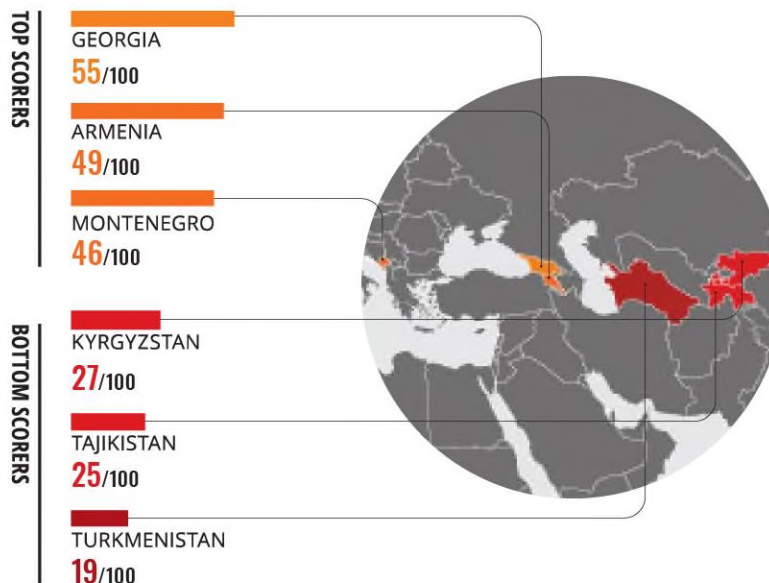 TOP SCORERS
GEORGIA
55/100
ARMENIA
49/100
MONTENEGRO
46/100
BOTTOM SCORERS
KYRGYZSTAN
27/100
TAJIKISTAN
25/100
TURKMENISTAN
19/100